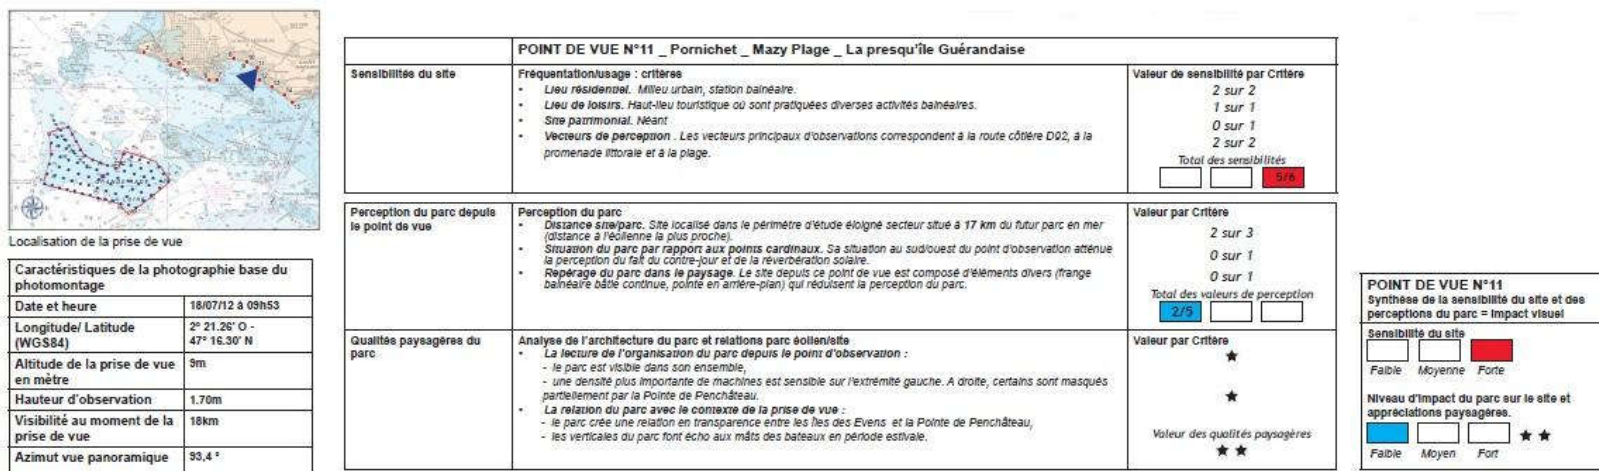 Localisation de la prise de vue
Caractéristiques de la photographie base du
photomontage
Date et heure 18/07/12 à 09h53
Longitude/ Latitude 2° 21.26' O -
(WGS84) 47° 16.30' N
Altitude de la prise de vue 9m
en mètre
Hauteur d'observation 1.70m
Visibilité au moment de la 18km
prise de vue
Azimut vue panoramique 93,4 °
POINT DE VUE N°11 _ Pornichet _ Mazy Plage _ La presqu'île Guérandaise
Sensibilités du site
Fréquentation/usage : critères
• Lieu résidentiel. Milieu urbain, station balnéaire.
• Lieu de loisirs. Haut-lieu touristique où sont pratiquées diverses activités balnéaires.
• Site patrimonial. Néant
• Vecteurs de perception . Les vecteurs principaux d'observations correspondent à la route côtière D92, à la
promenade littorale et à la plage.
Valeur de sensibilité par Critère
2 sur 2
1 sur 1
0 sur 1
2 sur 2
Total des sensibilités
5/6
Perception du parc depuis
le point de vue
Perception du parc
• Distance site/parc. Site localisé dans le périmètre d'étude éloigné secteur situé à 17 km du futur parc en mer
(distance à l'éolienne la plus proche).
• Situation du parc par rapport aux points cardinaux. Sa situation au sud/ouest du point d'observation atténue
la perception du fait du contre-jour et de la réverbération solaire.
• Repérage du parc dans le paysage. Le site depuis ce point de vue est composé d'éléments divers (frange
balnéaire bâtie continue, pointe en arrière-plan) qui réduisent la perception du parc.
Valeur par Critère
2 sur 3
0 sur 1
0 sur 1
Total des valeurs de perception
2/5
Qualités paysagères du
parc
Analyse de l'architecture du parc et relations parc éolien/site
• La lecture de l'organisation du parc depuis le point d'observation :
- le parc est visible dans son ensemble,
- une densité plus importante de machines est sensible sur l'extrémité gauche. A droite, certains sont masqués
partiellement par la Pointe de Penchâteau.
• La relation du parc avec le contexte de la prise de vue :
- le parc crée une relation en transparence entre les îles des Evens et la Pointe de Penchâteau,
- les verticales du parc font écho aux mâts des bateaux en période estivale.
Valeur par Critère
★
★
Valeur des qualités paysagères
★ ★
POINT DE VUE N°11
Synthèse de la sensibilité du site et des
perceptions du parc = Impact visuel
Sensibilité du site
Faible Moyenne Forte
Niveau d'impact du parc sur le site et
appréciations paysagères.
★ ★
Faible Moyen Fort